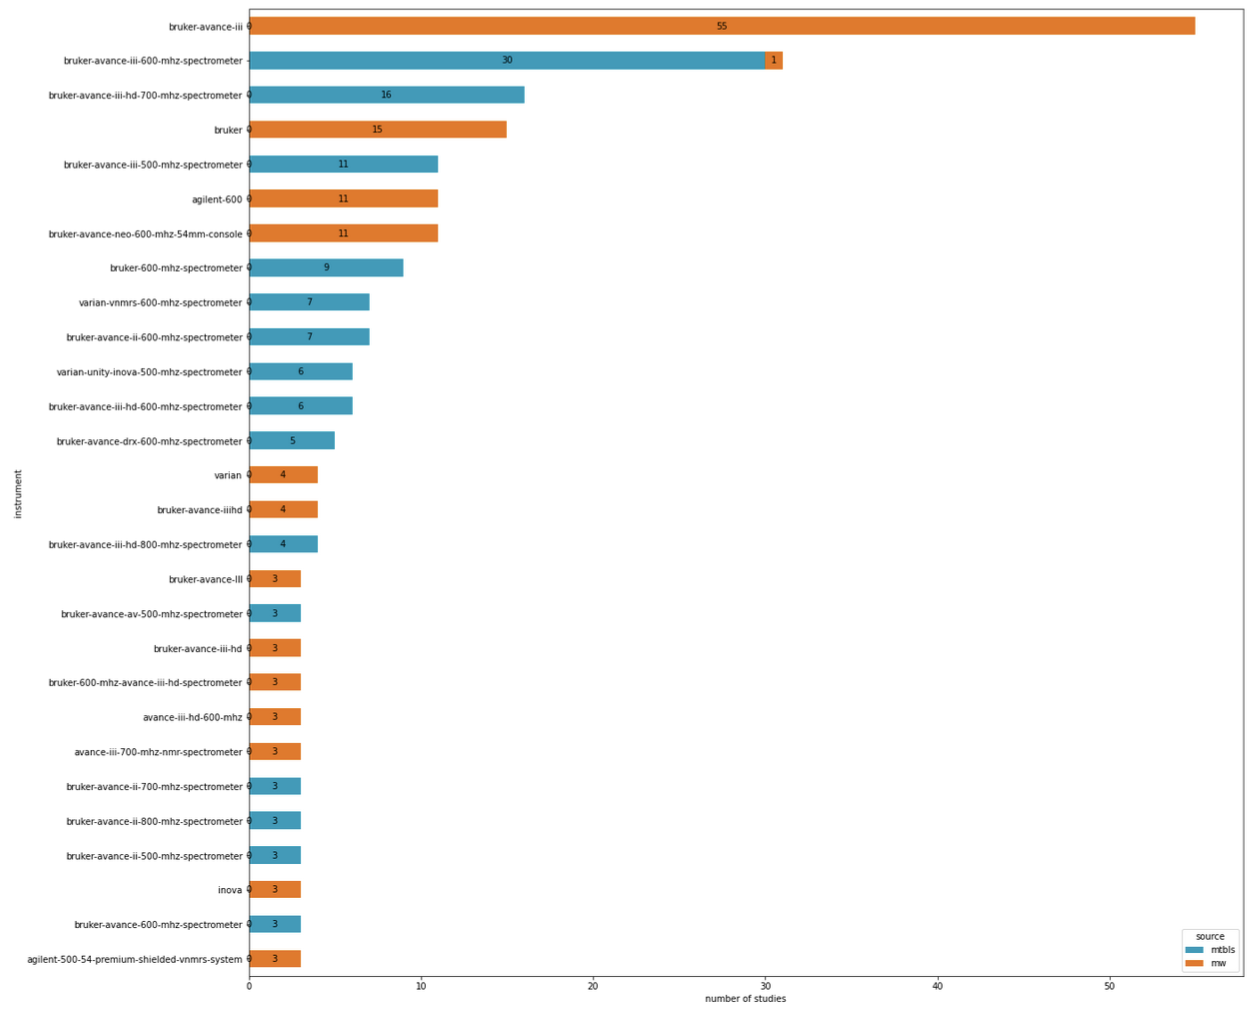 bruker-avance-iii 0 55
bruker-avance-iii-600-mhz-spectrometer 30 1
bruker-avance-iii-hd-700-mhz-spectrometer 0 16
bruker 0 15
bruker-avance-iii-500-mhz-spectrometer 0 11
agilent-600 0 11
bruker-avance-neo-600-mhz-54mm-console 0 11
bruker-600-mhz-spectrometer 0 9
varian-vnmrs-600-mhz-spectrometer 0 7
bruker-avance-ii-600-mhz-spectrometer 0 7
varian-unity-inova-500-mhz-spectrometer 0 6
bruker-avance-iii-hd-600-mhz-spectrometer 0 6
bruker-avance-drx-600-mhz-spectrometer 0 5
varian 0 4
instrument
bruker-avance-iiihd 0 4
bruker-avance-iii-hd-800-mhz-spectrometer 0 4
bruker-avance-III 0 3
bruker-avance-av-500-mhz-spectrometer 0 3
bruker-avance-iii-hd 0 3
bruker-600-mhz-avance-iii-hd-spectrometer 0 3
avance-iii-hd-600-mhz 0 3
avance-iii-700-mhz-nmr-spectrometer 0 3
bruker-avance-ii-700-mhz-spectrometer 0 3
bruker-avance-ii-800-mhz-spectrometer 0 3
bruker-avance-ii-500-mhz-spectrometer 0 3
inova 0 3
bruker-avance-600-mhz-spectrometer 0 3
agilent-500-54-premium-shielded-vnmrs-system 0 3
source
mtbls
mw
0 10 20 30 40 50
number of studies